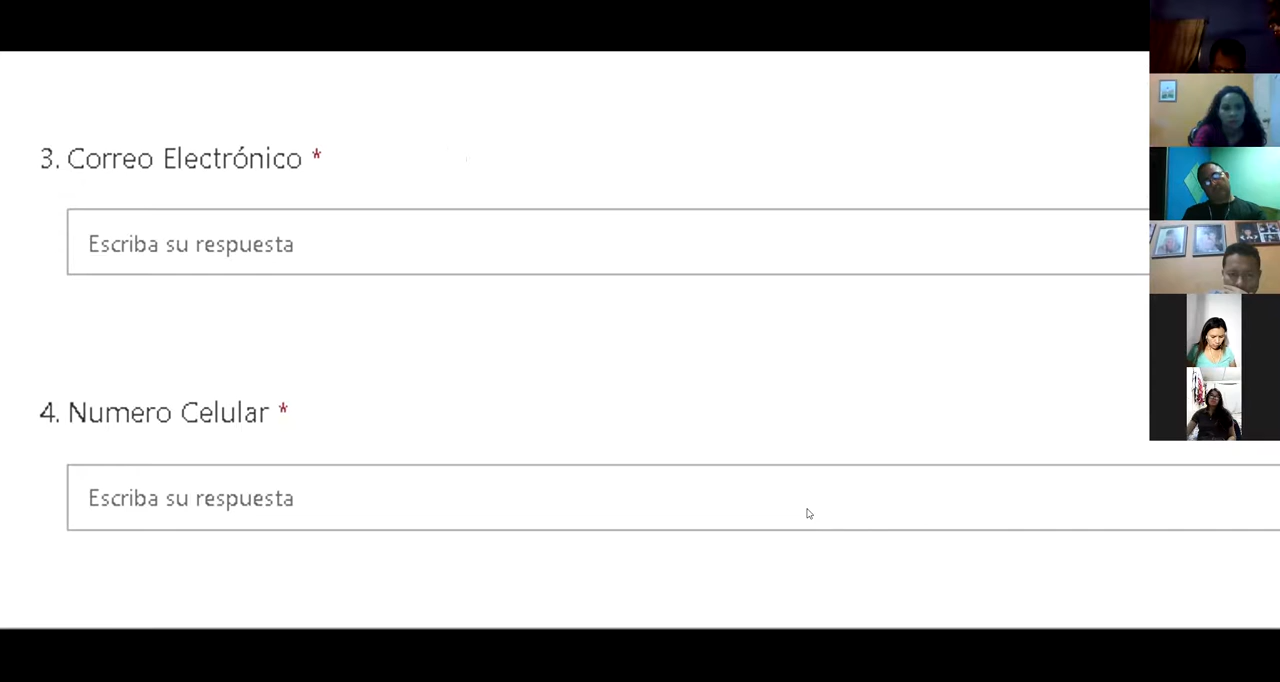 3. Correo Electrónico *
Escriba su respuesta
4. Numero Celular *
Escriba su respuesta